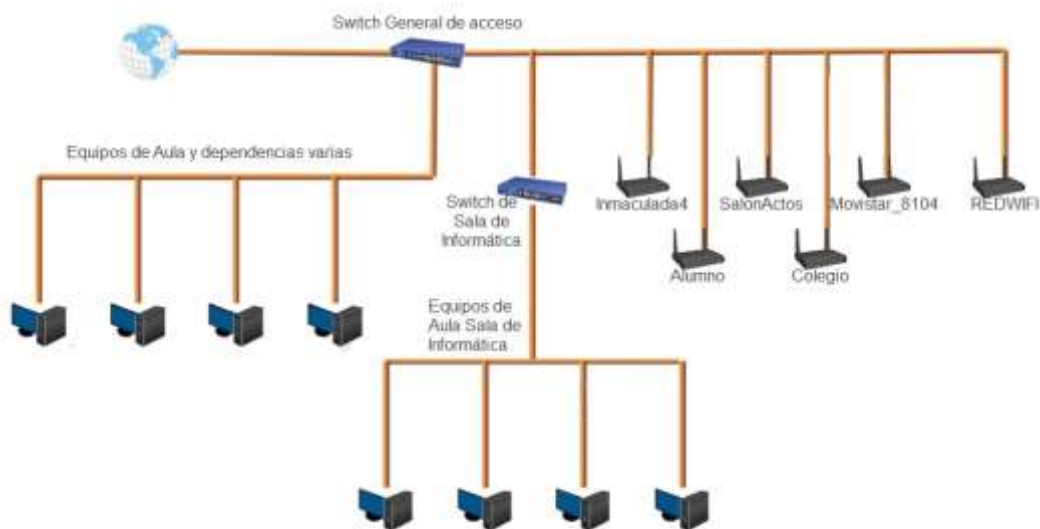 Switch General de acceso
Equipos de Aula y dependencias varias
Switch de
Sala de
Informática
Inmaculada4
SalonActos
Movistar_8104
REDWIFI
Alumno
Colegio
Equipos de
Aula Sala de
Informática